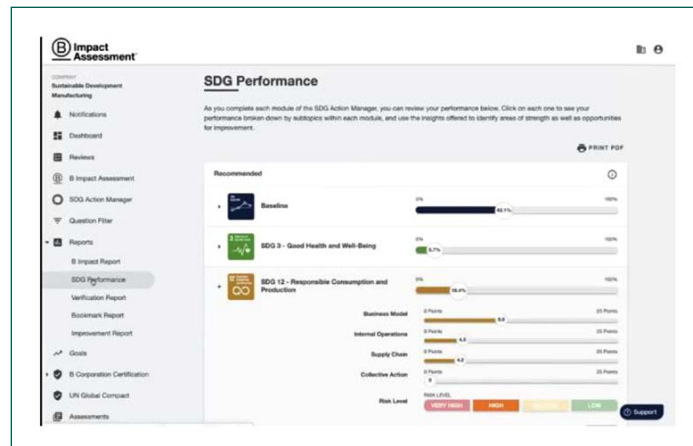 B Impact
Assessment
COMPANY
Sustainable Development
Manufacturing
Notifications
Dashboard
Reviews
B Impact Assessment
SDG Action Manager
Question Filter
Reports
B Impact Report
SDG Performance
Verification Report
Bookmark Report
Improvement Report
Goals
B Corporation Certification
UN Global Compact
Assessments
SDG Performance
As you complete each module of the SDG Action Manager, you can review your performance below. Click on each one to see your
performance broken down by subtopics within each module, and use the insights offered to identify areas of strength as well as opportunities
for improvement.
PRINT PDF
Recommended
Baseline
0% 100%
SDG 3 - Good Health and Well-Being
0% 100%
5.7%
SDG 12 - Responsible Consumption and
Production
0% 100%
Business Model
0 Points 25 Points
Internal Operations
0 Points 25 Points
Supply Chain
0 Points 25 Points
Collective Action
0 Points 25 Points
0
Risk Level
RISK LEVEL
VERY HIGH HIGH LOW
Support